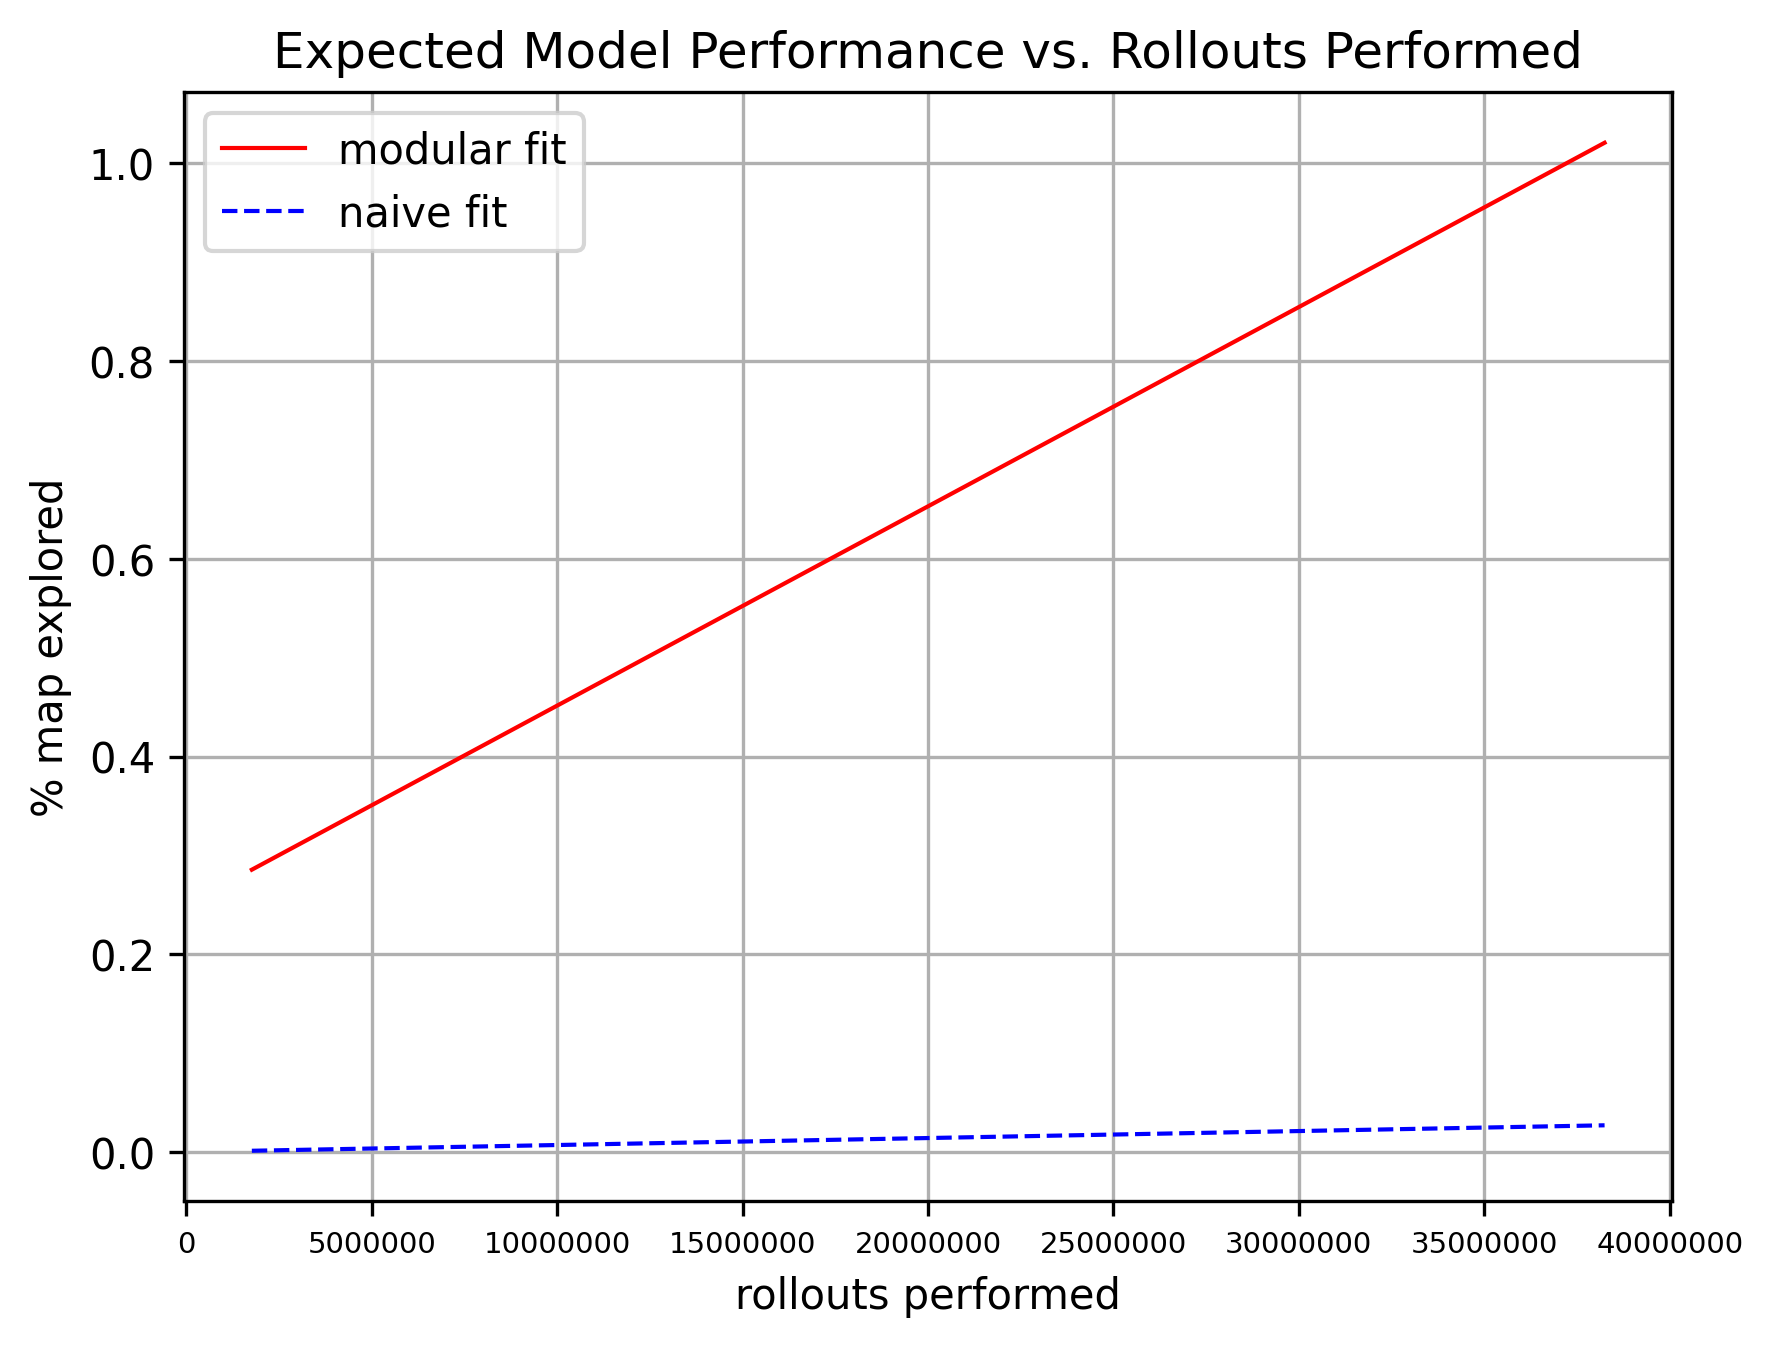 Expected Model Performance vs. Rollouts Performed
modular fit
naive fit
1.0
0.8
0.6
0.4
0.2
0.0
% map explored
0 5000000 10000000 15000000 20000000 25000000 30000000 35000000 40000000
rollouts performed